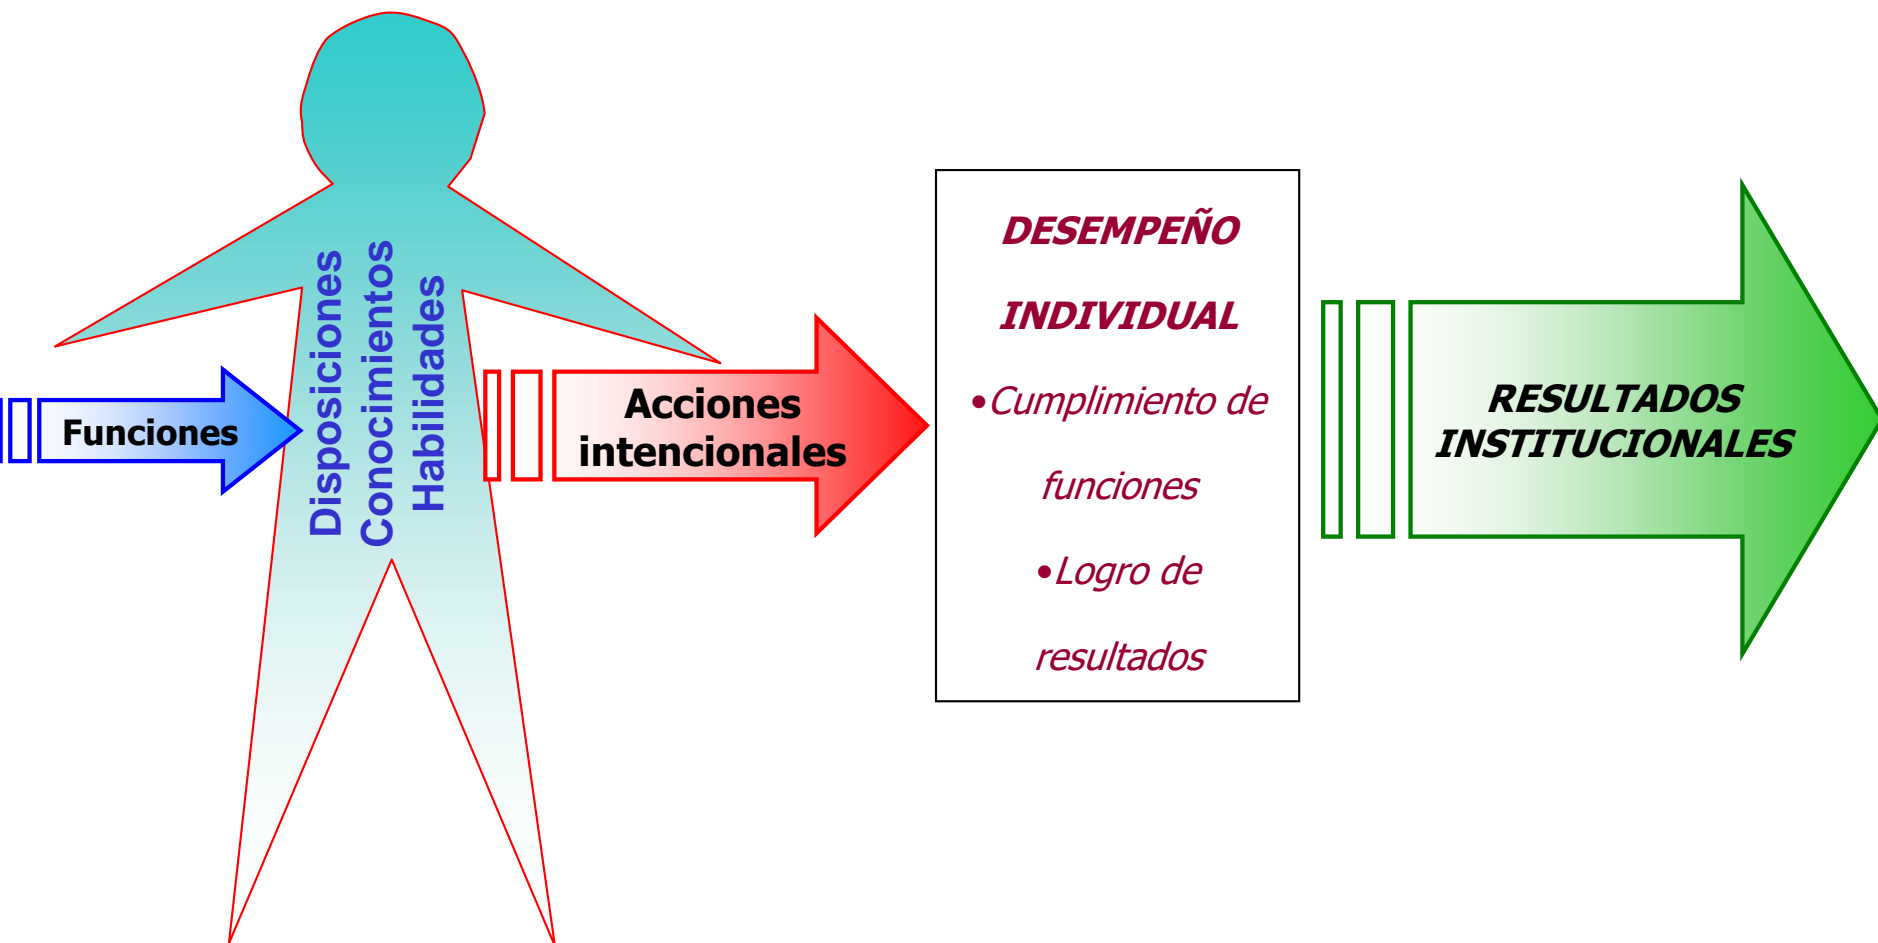 Funciones
Disposiciones
Conocimientos
Habilidades
Acciones
intencionales
DESEMPEÑO
INDIVIDUAL
•Cumplimiento de
funciones
•Logro de
resultados
RESULTADOS
INSTITUCIONALES